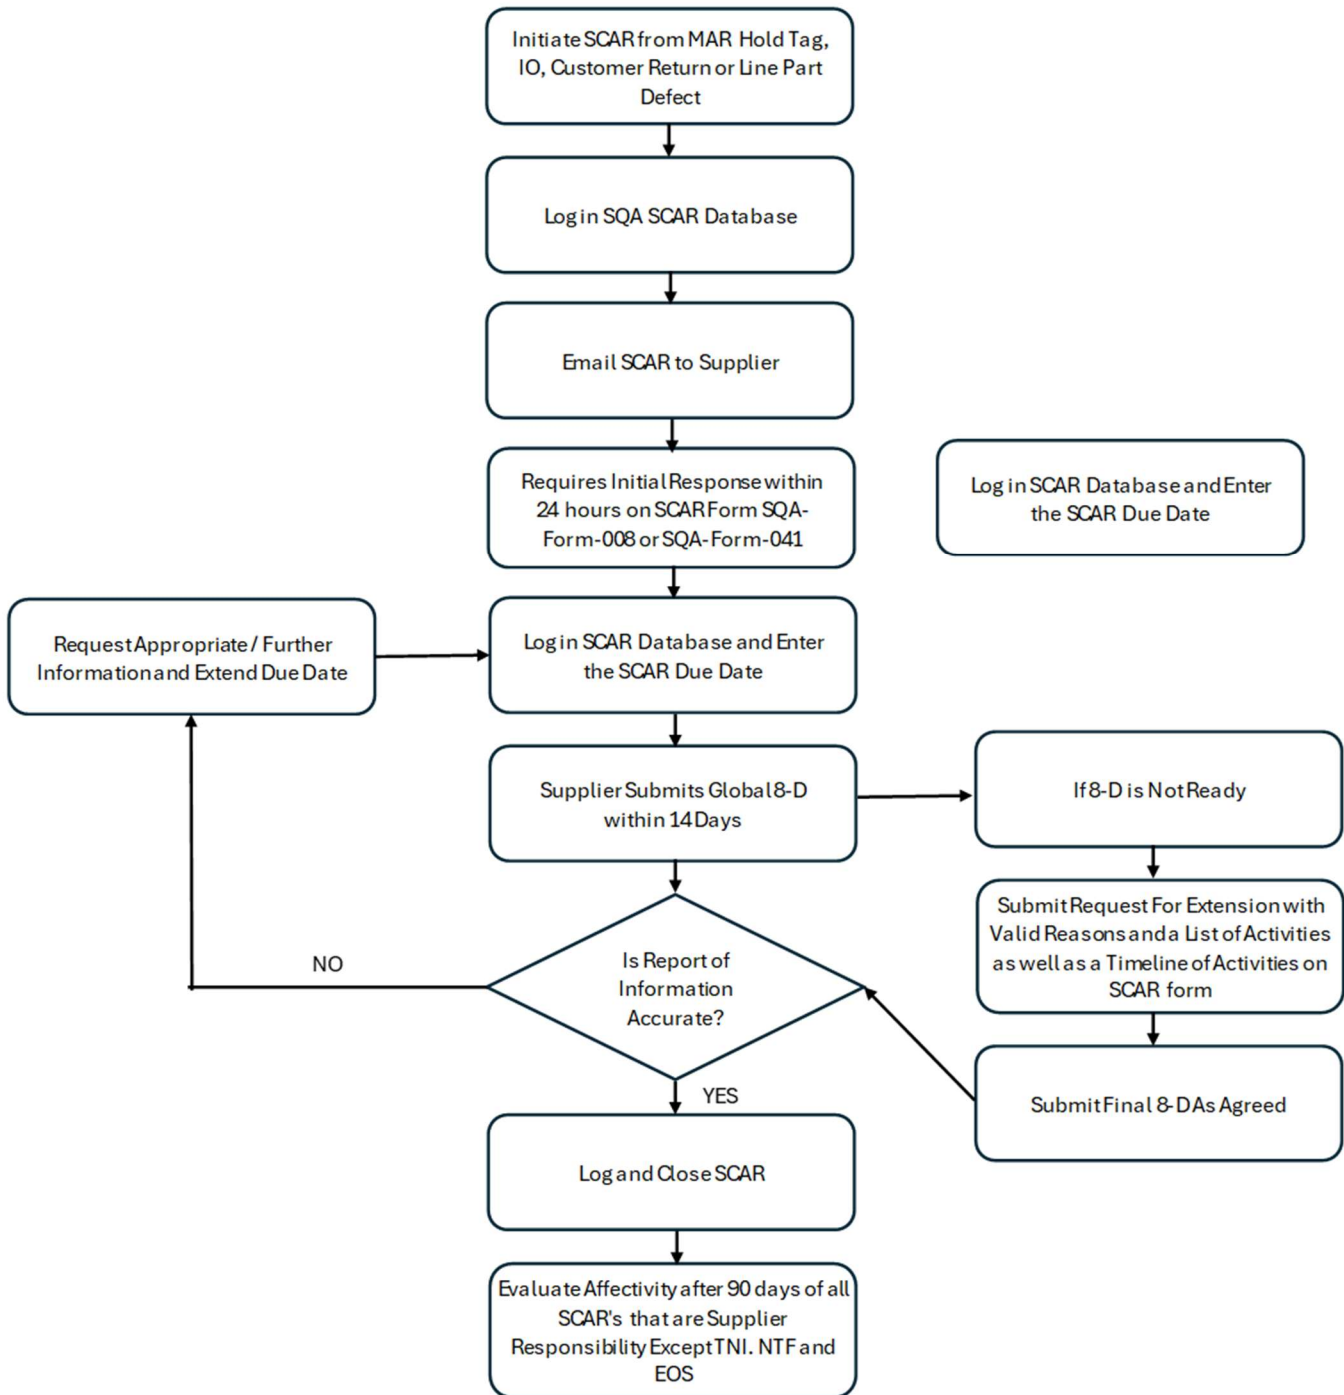 Initiate SCAR from MAR Hold Tag,
IO, Customer Return or Line Part
Defect
Log in SQA SCAR Database
Email SCAR to Supplier
Requires Initial Response within
24 hours on SCAR Form SQA-
Form-008 or SQA-Form-041
Log in SCAR Database and Enter
the SCAR Due Date
Request Appropriate / Further
Information and Extend Due Date
Log in SCAR Database and Enter
the SCAR Due Date
Supplier Submits Global 8-D
within 14 Days
If 8-D is Not Ready
Submit Request For Extension with
Valid Reasons and a List of Activities
as well as a Timeline of Activities on
SCAR form
NO
Is Report of
Information
Accurate?
Submit Final 8-D As Agreed
YES
Log and Close SCAR
Evaluate Affectivity after 90 days of all
SCAR's that are Supplier
Responsibility Except TNI. NTF and
EOS